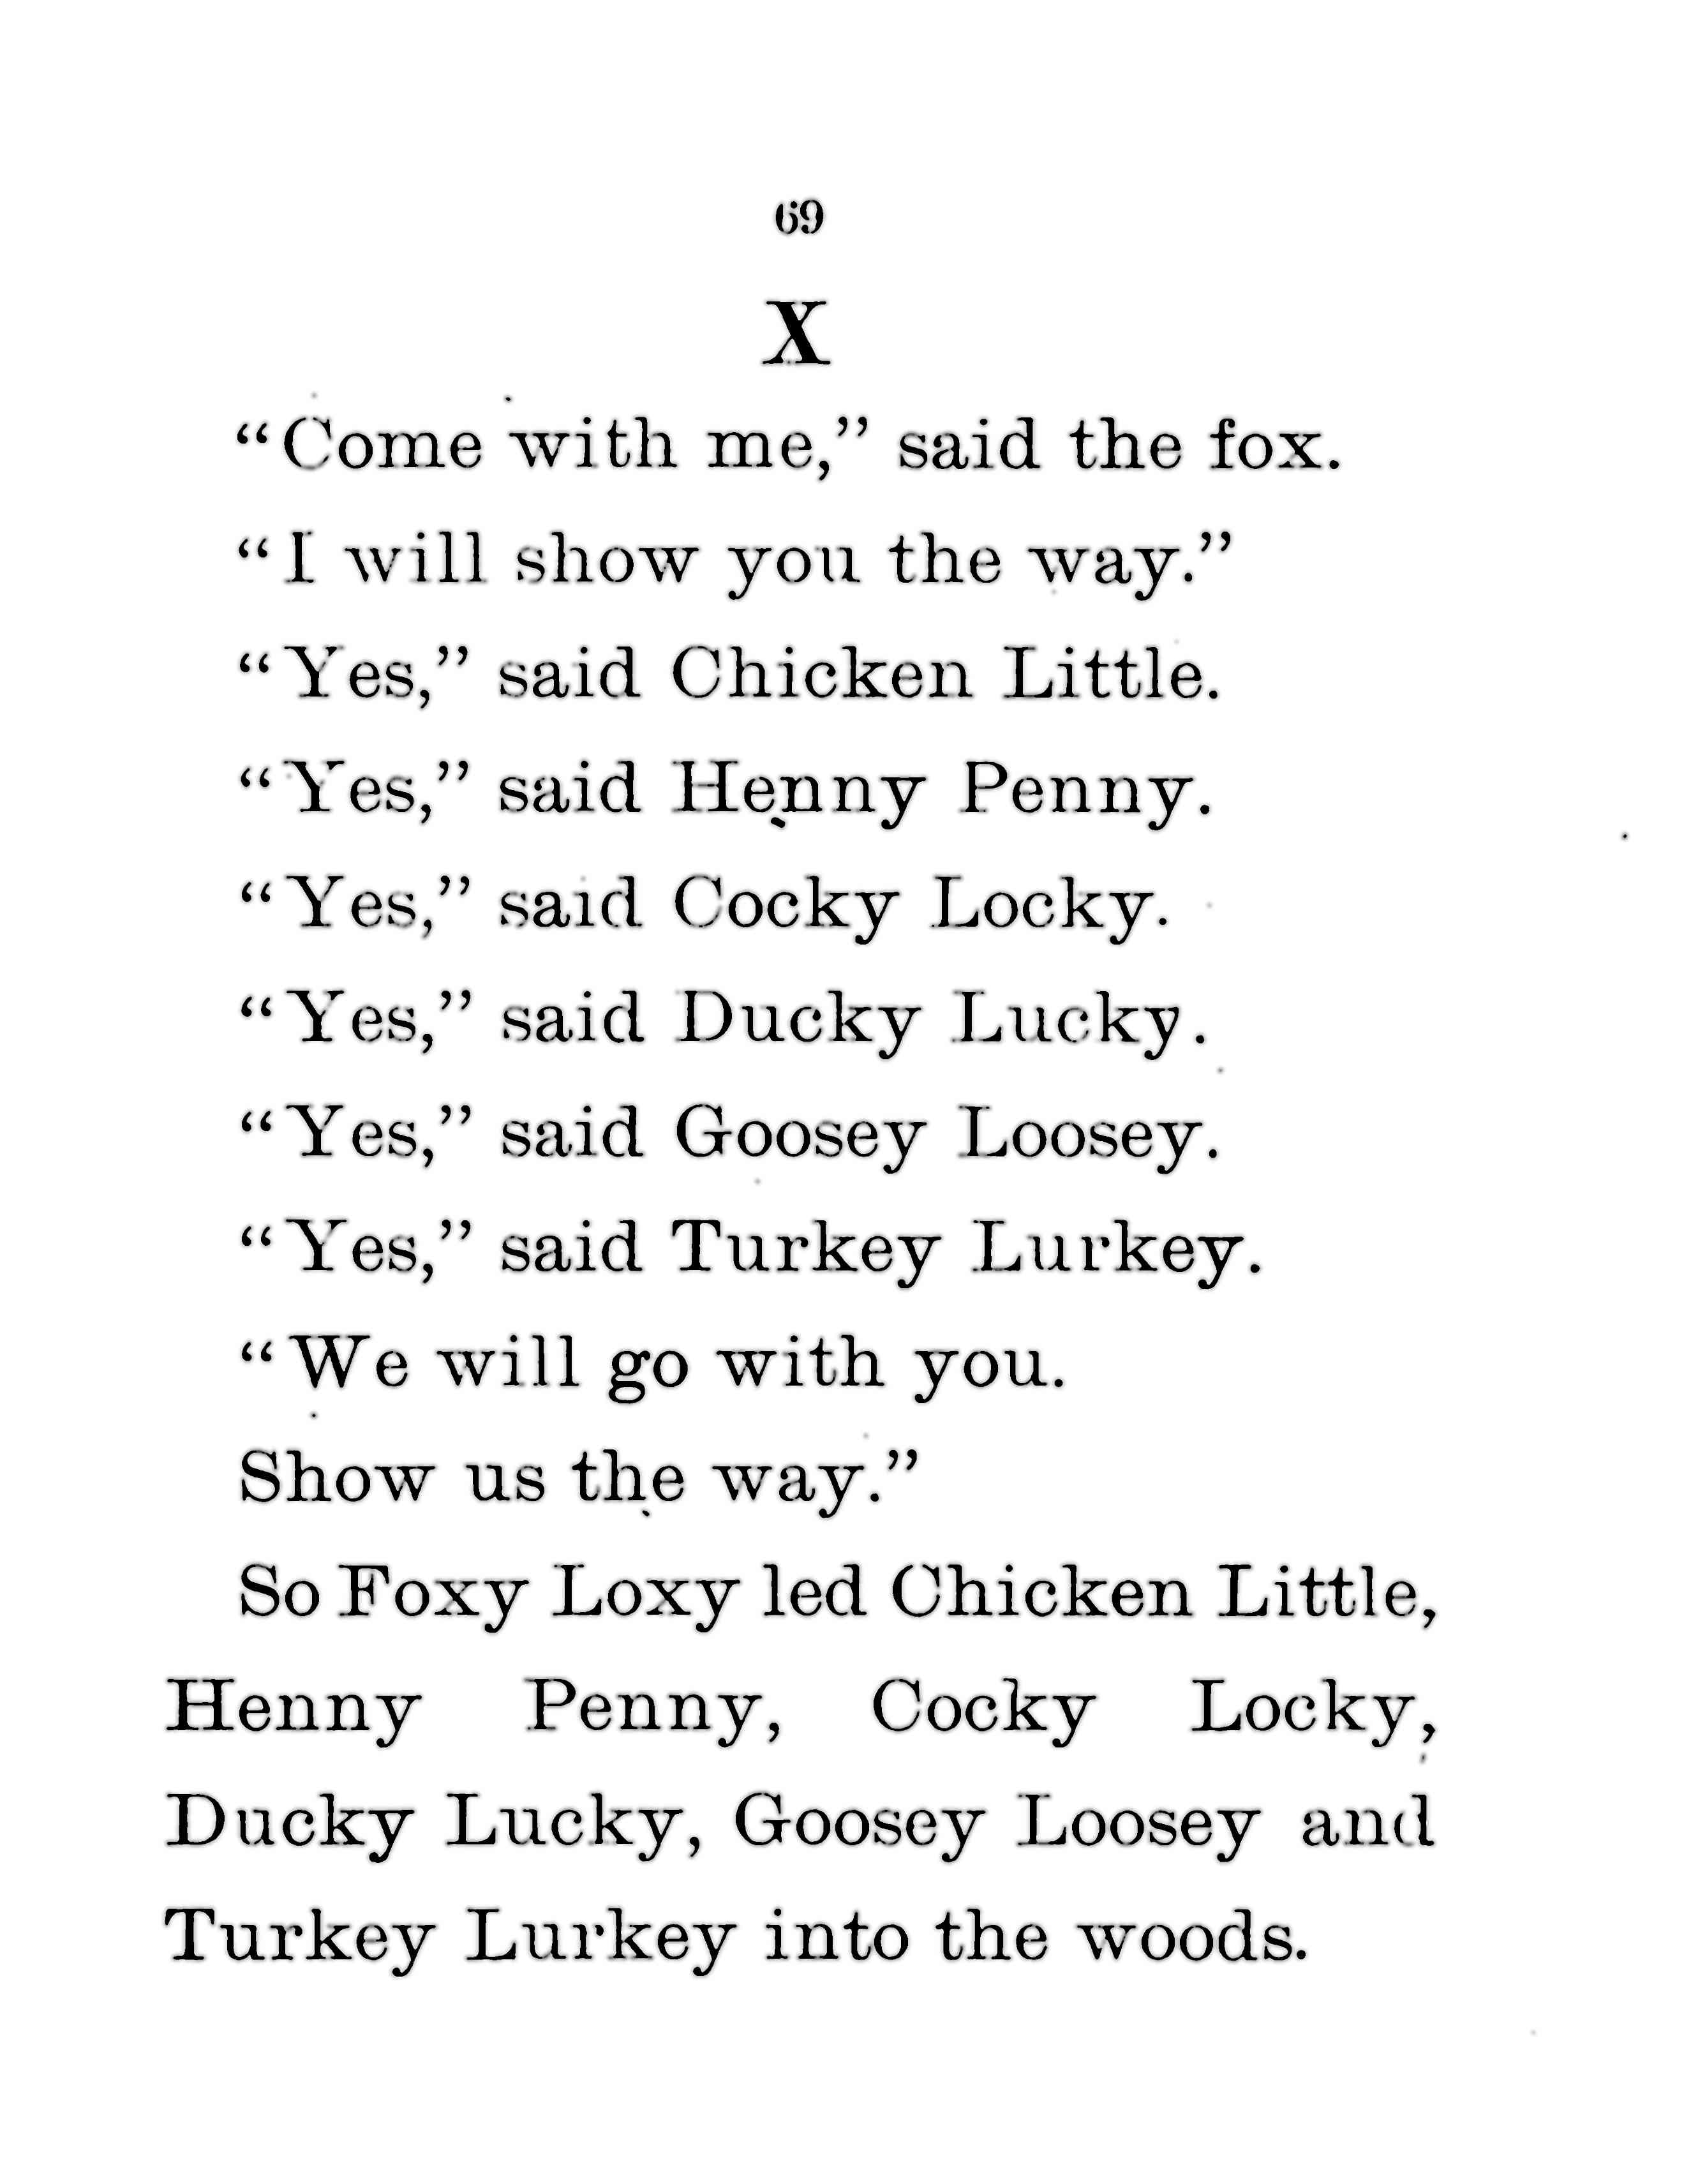 69
X
“Come with me,” said the fox.
“I will show you the way.”
“Yes,” said Chicken Little.
“Yes,” said Henny Penny.
“Yes,” said Cocky Locky.
“Yes,” said Ducky Lucky.
“Yes,” said Goosey Loosey.
“Yes,” said Turkey Lurkey.
“We will go with you.
Show us the way.”
So Foxy Loxy led Chicken Little,
Henny Penny, Cocky Locky,
Ducky Lucky, Goosey Loosey and
Turkey Lurkey into the woods.